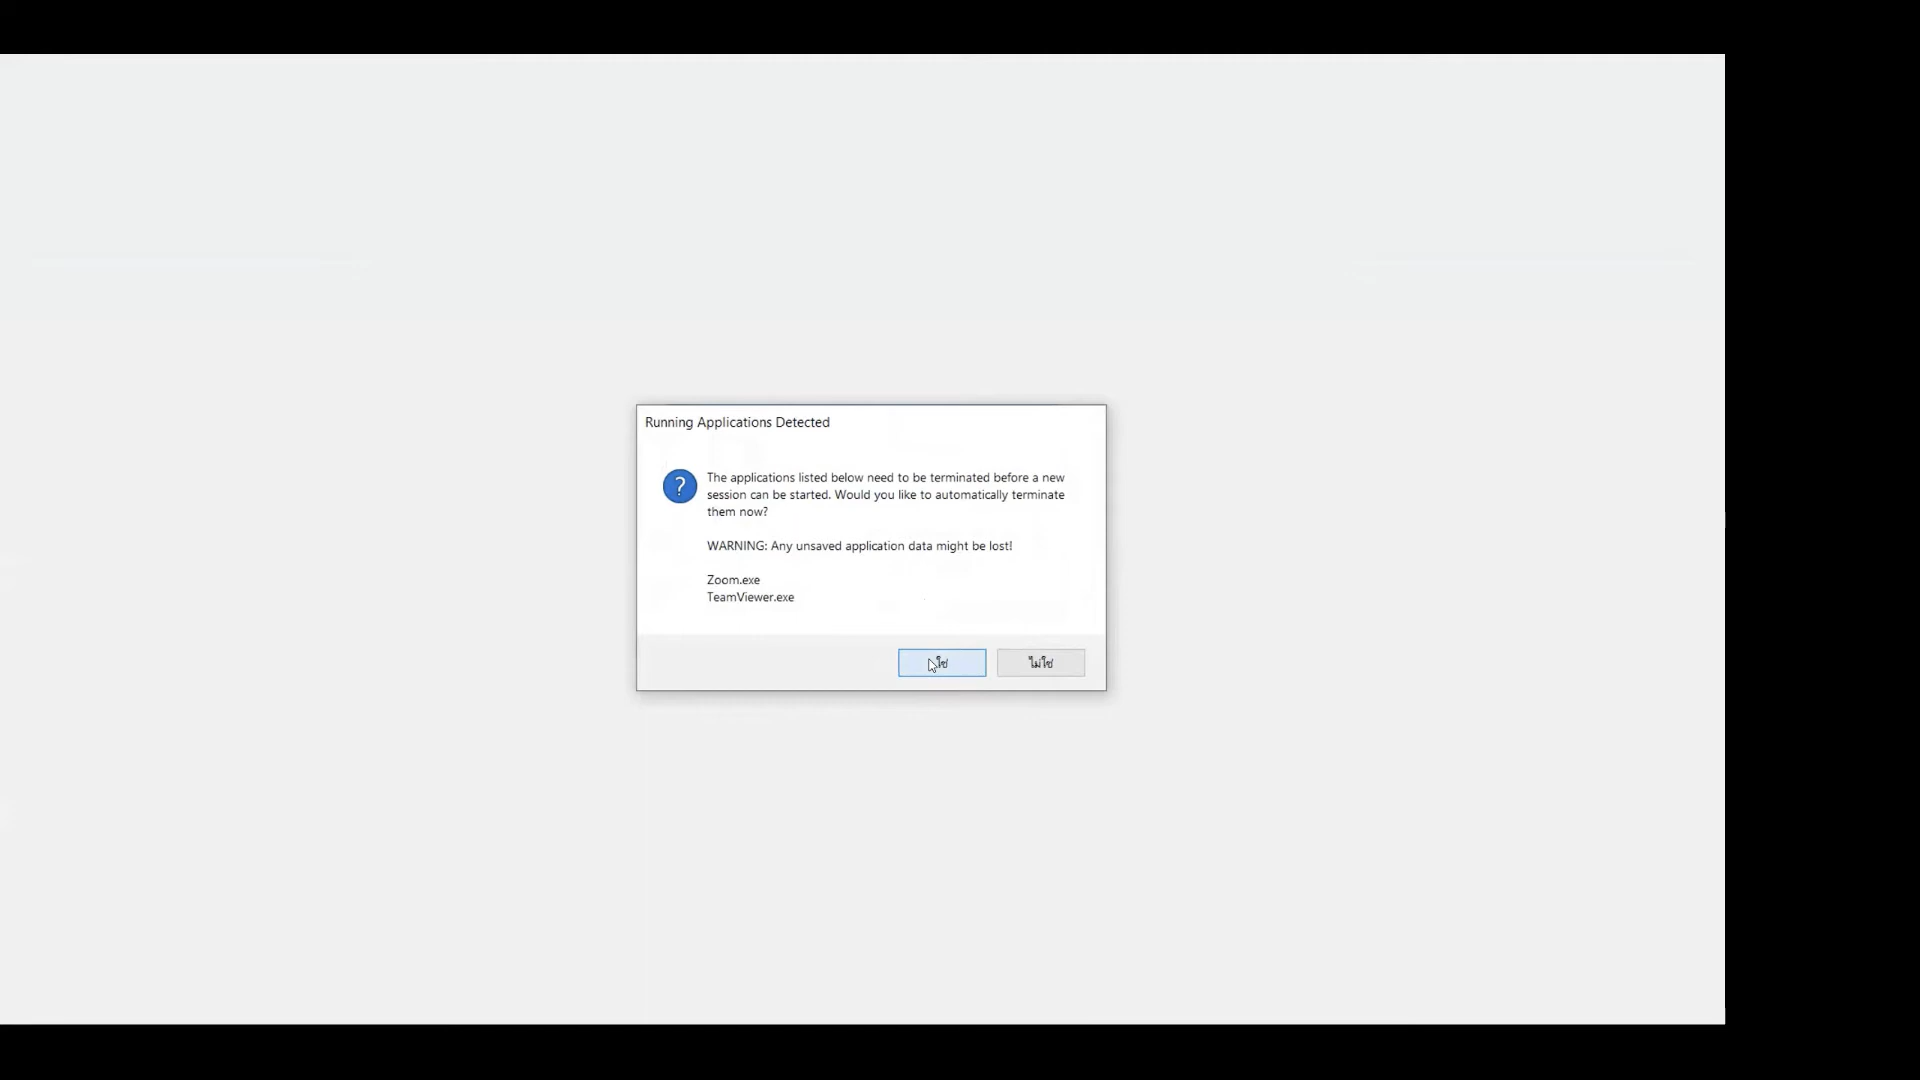 Running Applications Detected
The applications listed below need to be terminated before a new
session can be started. Would you like to automatically terminate
them now?
WARNING: Any unsaved application data might be lost!
Zoom.exe
TeamViewer.exe
ใช่ ไม่ใช่